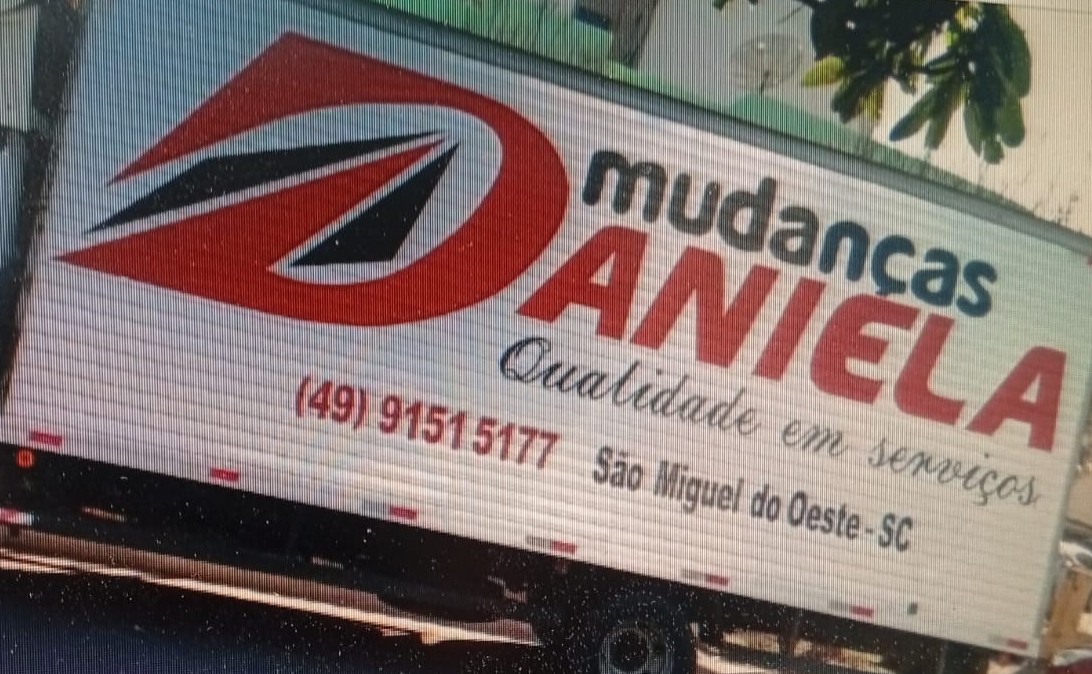 mudanças
DANIELA
Qualidade em serviços
(49) 9151 5177 São Miguel do Oeste - SC